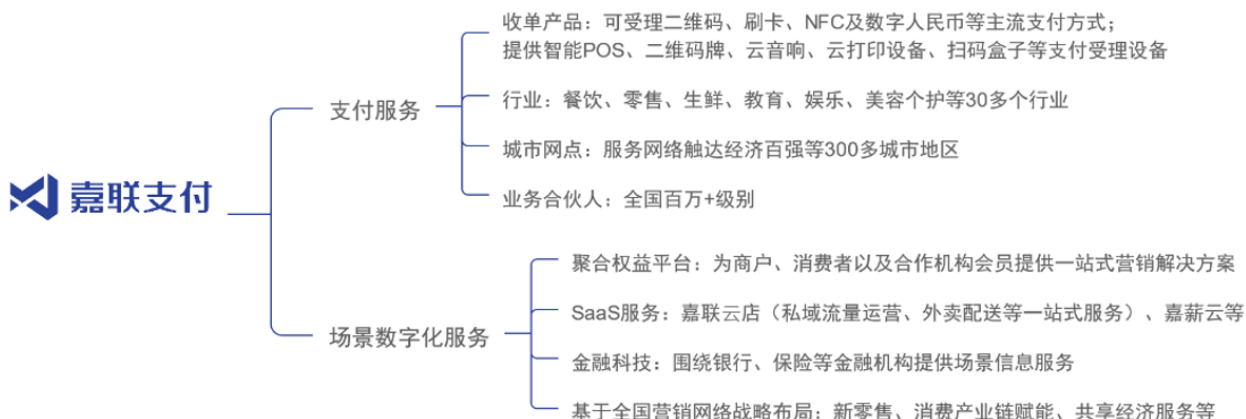 收单产品：可受理二维码、刷卡、NFC及数字人民币等主流支付方式；
提供智能POS、二维码牌、云音响、云打印设备、扫码盒子等支付受理设备
支付服务
行业：餐饮、零售、生鲜、教育、娱乐、美容个护等30多个行业
城市网点：服务网络触达经济百强等300多城市地区
业务合伙人：全国百万+级别
嘉联支付
聚合权益平台：为商户、消费者以及合作机构会员提供一站式营销解决方案
SaaS服务：嘉联云店（私域流量运营、外卖配送等一站式服务）、嘉薪云等
场景数字化服务
金融科技：围绕银行、保险等金融机构提供场景信息服务
基于全国营销网络战略布局：新零售、消费产业链赋能、共享经济服务等